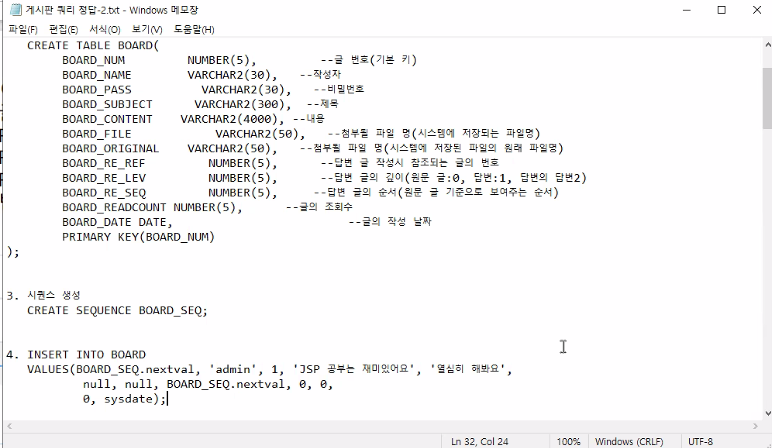 게시판 쿼리 정답-2.txt - Windows 메모장
파일(F) 편집(E) 서식(O) 보기(V) 도움말(H)
CREATE TABLE BOARD(
BOARD_NUM NUMBER(5), --글 번호(기본 키)
BOARD_NAME VARCHAR2(30), --작성자
BOARD_PASS VARCHAR2(30), --비밀번호
BOARD_SUBJECT VARCHAR2(300), --제목
BOARD_CONTENT VARCHAR2(4000), --내용
BOARD_FILE VARCHAR2(50), --첨부될 파일 명(시스템에 저장되는 파일명)
BOARD_ORIGINAL VARCHAR2(50), --첨부될 파일 명(시스템에 저장된 파일의 원래 파일명)
BOARD_RE_REF NUMBER(5), --답변 글 작성시 참조되는 글의 번호
BOARD_RE_LEV NUMBER(5), --답변 글의 깊이(원문 글:0, 답변:1, 답변의 답변2)
BOARD_RE_SEQ NUMBER(5), --답변 글의 순서(원문 글 기준으로 보여주는 순서)
BOARD_READCOUNT NUMBER(5), --글의 조회수
BOARD_DATE DATE, --글의 작성 날짜
PRIMARY KEY(BOARD_NUM)
);
3. 시퀀스 생성
CREATE SEQUENCE BOARD_SEQ;
4. INSERT INTO BOARD
VALUES(BOARD_SEQ.nextval, 'admin', 1, 'JSP 공부는 재미있어요', '열심히 해봐요',
null, null, BOARD_SEQ.nextval, 0, 0,
0, sysdate);
Ln 32, Col 24 100% Windows (CRLF) UTF-8